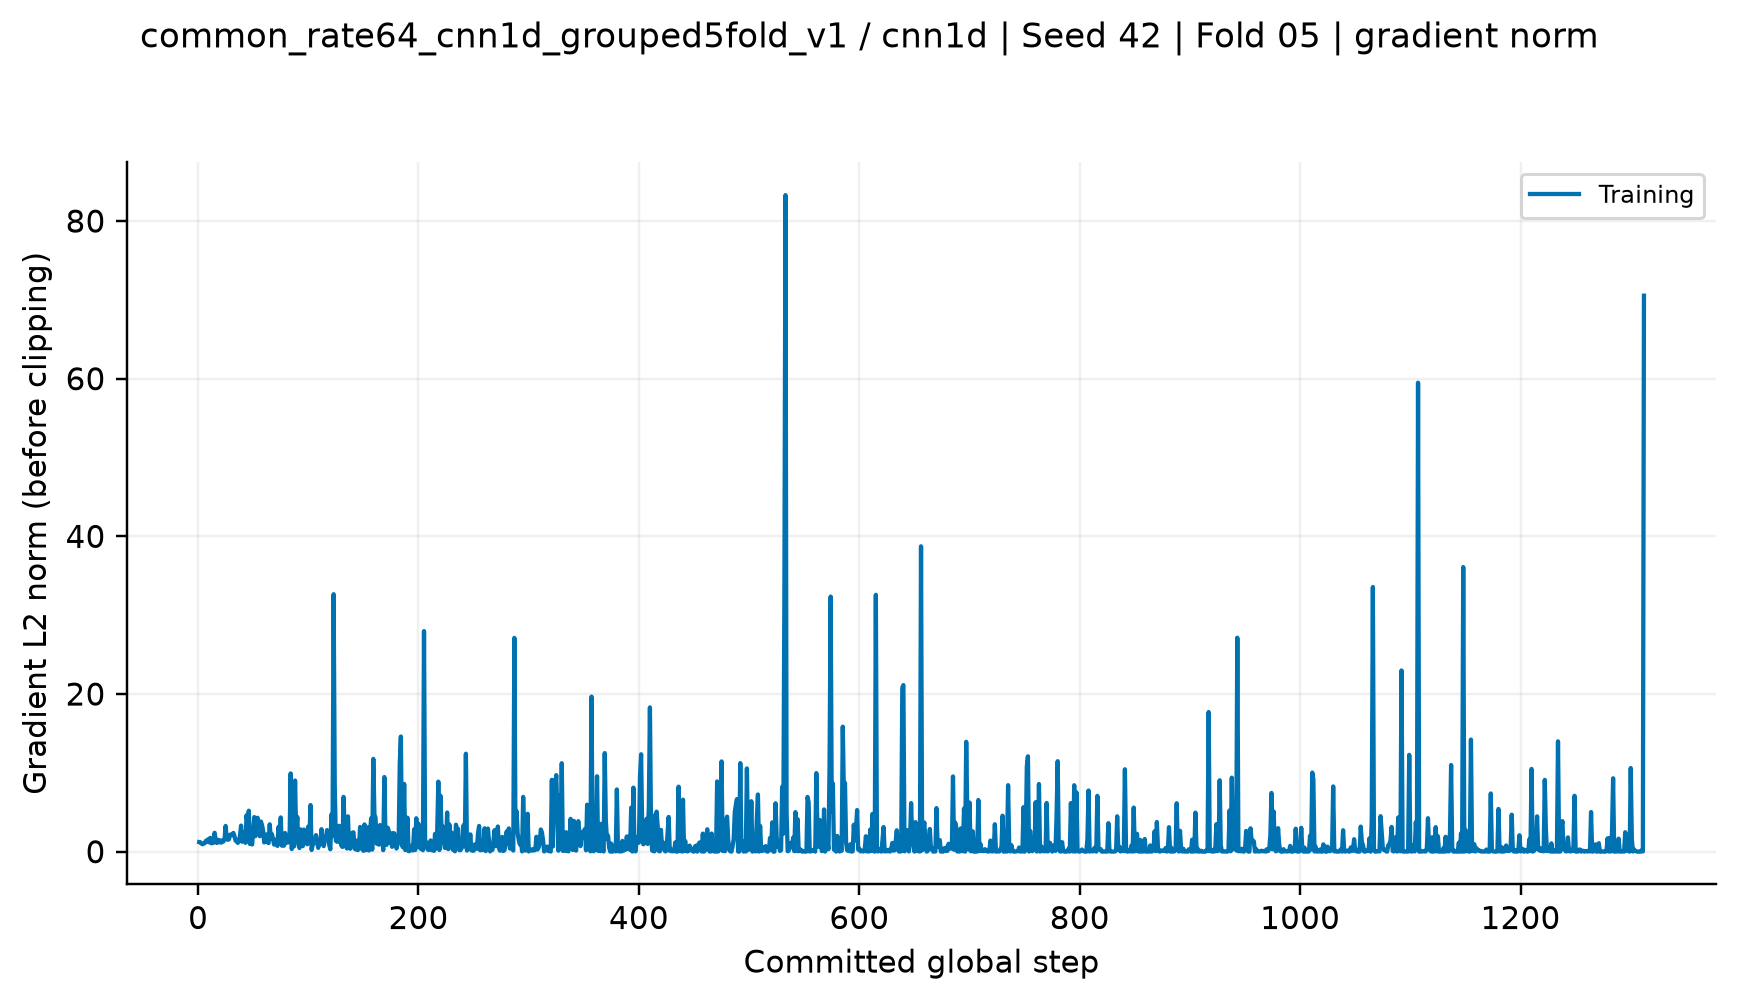 common_rate64_cnn1d_grouped5fold_v1 / cnn1d | Seed 42 | Fold 05 | gradient norm
Training
Gradient L2 norm (before clipping)
80
60
40
20
0
0 200 400 600 800 1000 1200
Committed global step